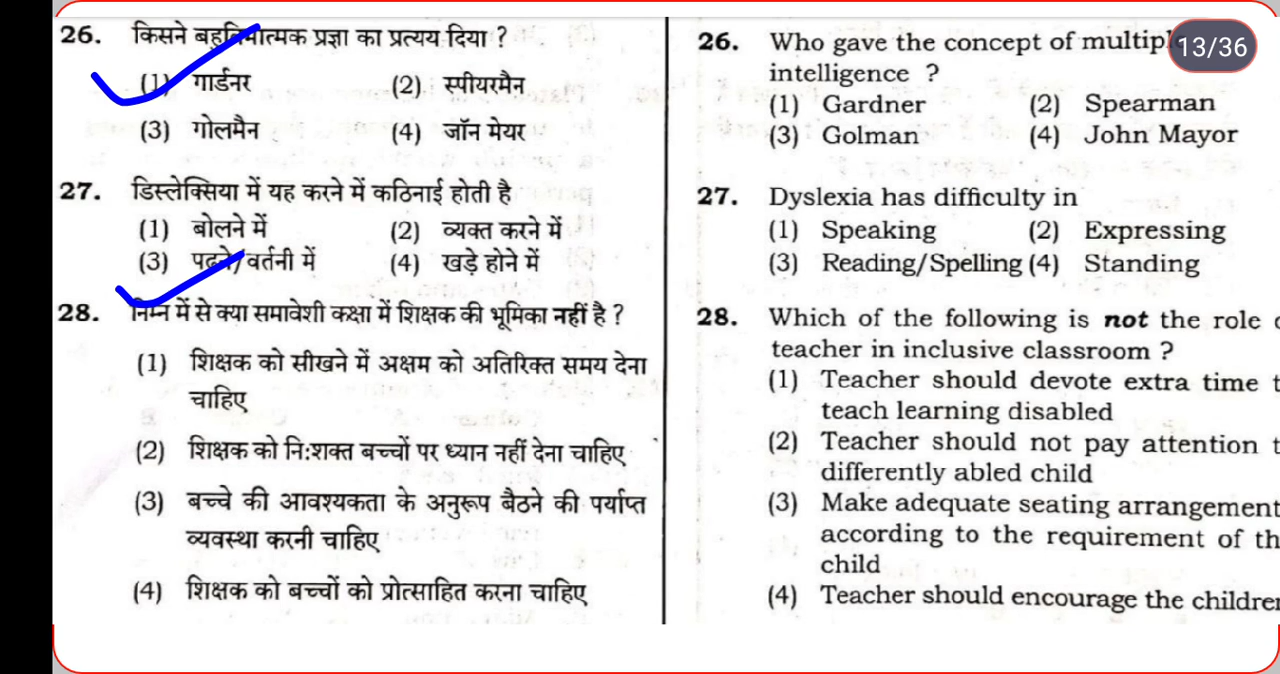 26. किसने बहुविमात्मक प्रज्ञा का प्रत्यय दिया ?
(1) गार्डनर (2) स्पीयरमैन
(3) गोलमैन (4) जॉन मेयर
27. डिस्लेक्सिया में यह करने में कठिनाई होती है
(1) बोलने में (2) व्यक्त करने में
(3) पढ़ने/वर्तनी में (4) खड़े होने में
28. निम्न में से क्या समावेशी कक्षा में शिक्षक की भूमिका नहीं है ?
(1) शिक्षक को सीखने में अक्षम को अतिरिक्त समय देना
चाहिए
(2) शिक्षक को नि:शक्त बच्चों पर ध्यान नहीं देना चाहिए
(3) बच्चे की आवश्यकता के अनुरूप बैठने की पर्याप्त
व्यवस्था करनी चाहिए
(4) शिक्षक को बच्चों को प्रोत्साहित करना चाहिए
13/36
26. Who gave the concept of multipl
intelligence ?
(1) Gardner (2) Spearman
(3) Golman (4) John Mayor
27. Dyslexia has difficulty in
(1) Speaking (2) Expressing
(3) Reading/Spelling (4) Standing
28. Which of the following is not the role
teacher in inclusive classroom ?
(1) Teacher should devote extra time t
teach learning disabled
(2) Teacher should not pay attention t
differently abled child
(3) Make adequate seating arrangement
according to the requirement of th
child
(4) Teacher should encourage the children